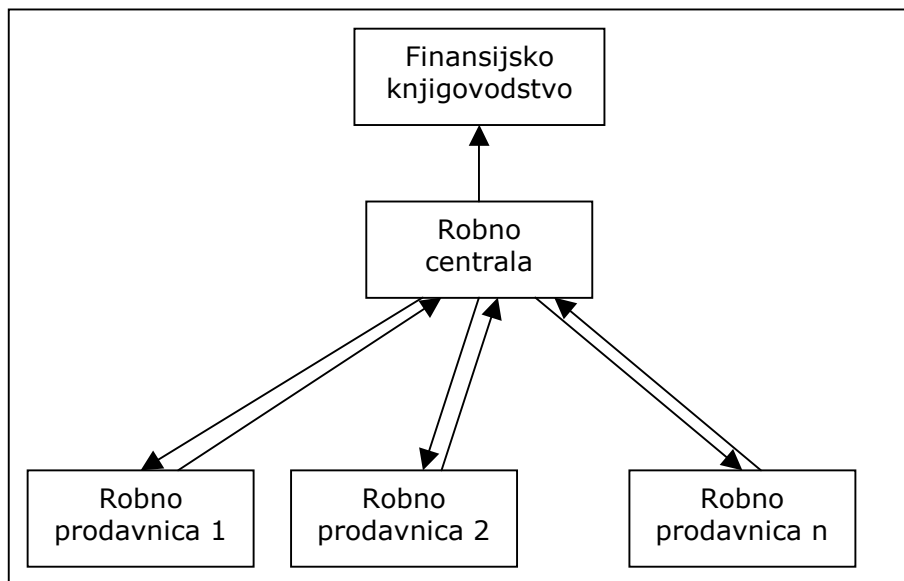 Finansijsko
knjigovodstvo
Robno
centrala
Robno
prodavnica 1
Robno
prodavnica 2
Robno
prodavnica n